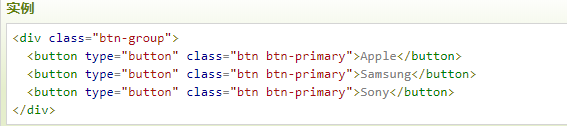 实例
<div class="btn-group">
  <button type="button" class="btn btn-primary">Apple</button>
  <button type="button" class="btn btn-primary">Samsung</button>
  <button type="button" class="btn btn-primary">Sony</button>
</div>